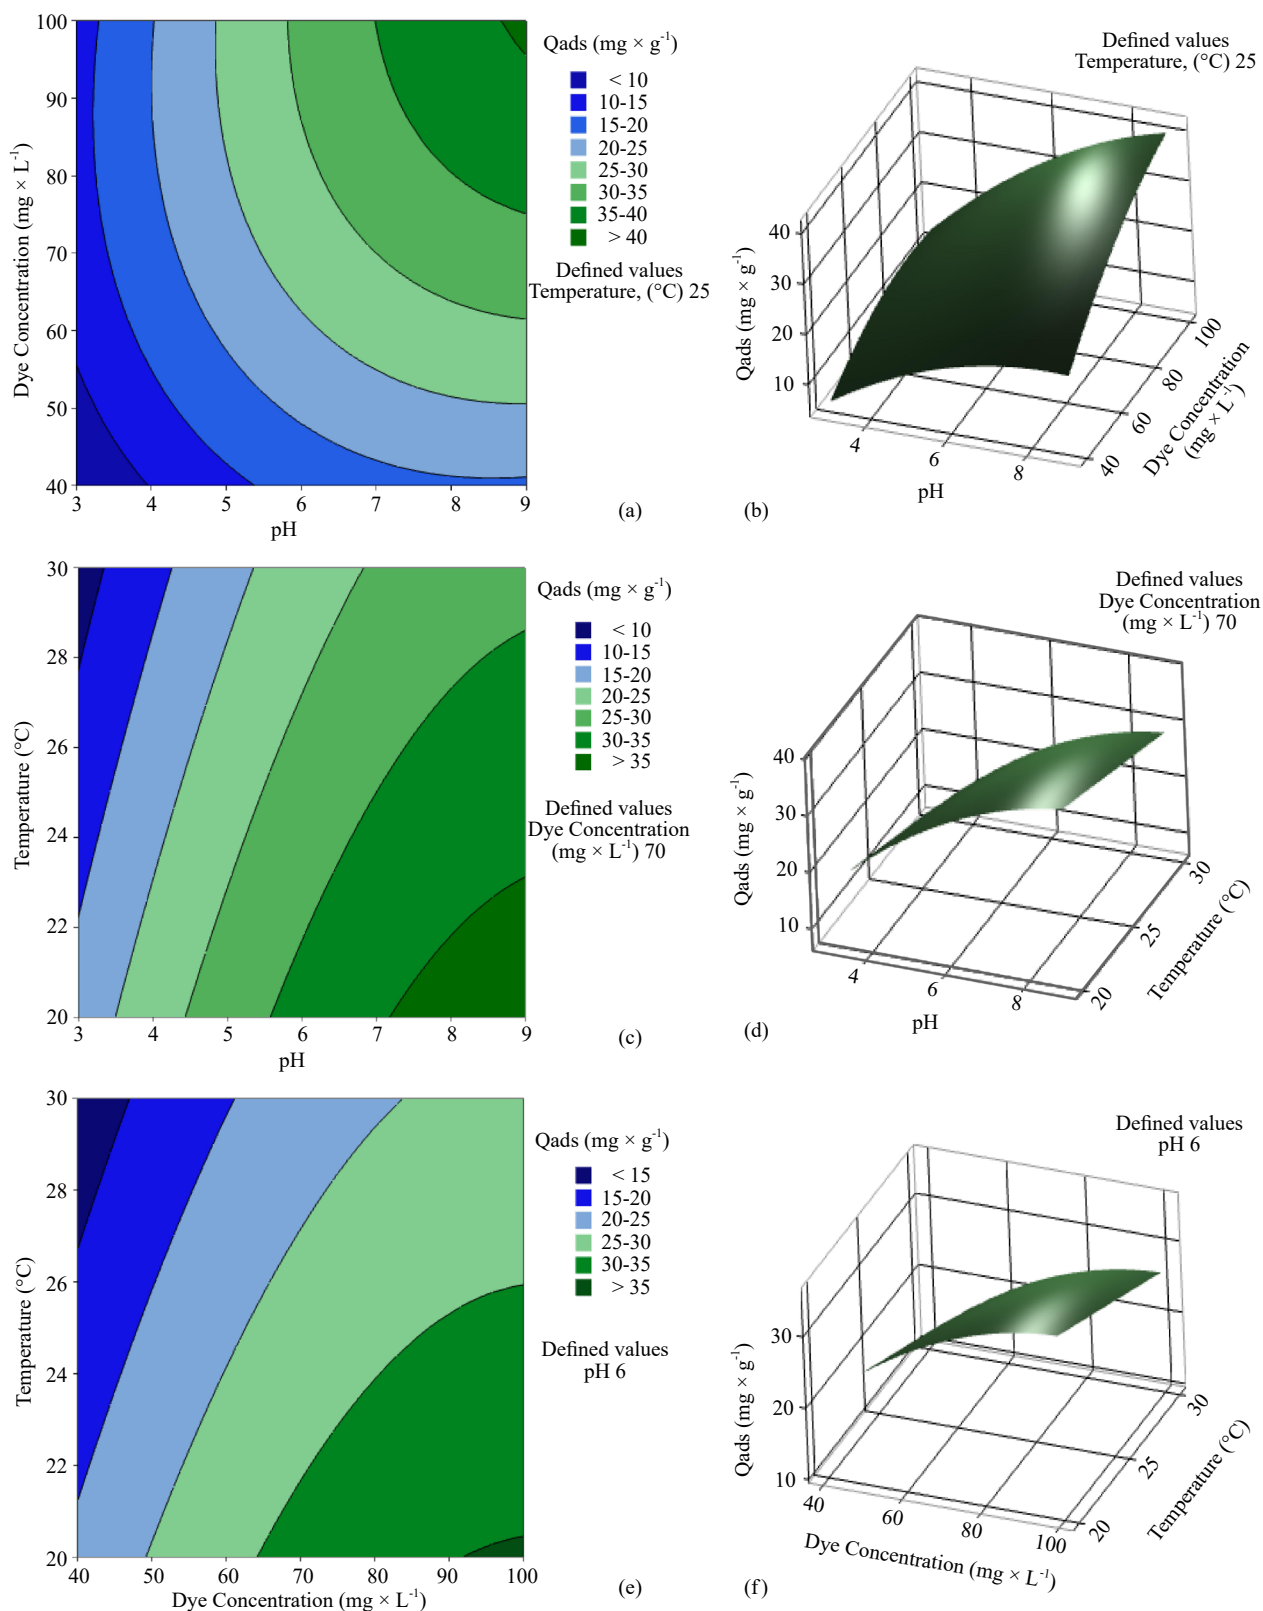 100
90
80
70
60
50
40
3
4
5
6
7
8
9
Dye Concentration (mg × L⁻¹)
pH
Qads (mg × g⁻¹)
< 10
10-15
15-20
20-25
25-30
30-35
35-40
> 40
Defined values
Temperature, (°C) 25
(a)
Defined values
Temperature, (°C) 25
40
30
20
10
Qads (mg × g⁻¹)
4
6
8
pH
40
60
80
100
Dye Concentration
(mg × L⁻¹)
(b)
30
28
26
24
22
20
3
4
5
6
7
8
9
Temperature (°C)
pH
Qads (mg × g⁻¹)
< 10
10-15
15-20
20-25
25-30
30-35
> 35
Defined values
Dye Concentration
(mg × L⁻¹) 70
(c)
Defined values
Dye Concentration
(mg × L⁻¹) 70
40
30
20
10
Qads (mg × g⁻¹)
4
6
8
pH
20
25
30
Temperature (°C)
(d)
30
28
26
24
22
20
40
50
60
70
80
90
100
Temperature (°C)
Dye Concentration (mg × L⁻¹)
Qads (mg × g⁻¹)
< 15
15-20
20-25
25-30
30-35
> 35
Defined values
pH 6
(e)
Defined values
pH 6
30
20
10
Qads (mg × g⁻¹)
40
60
80
100
Dye Concentration (mg × L⁻¹)
20
25
30
Temperature (°C)
(f)